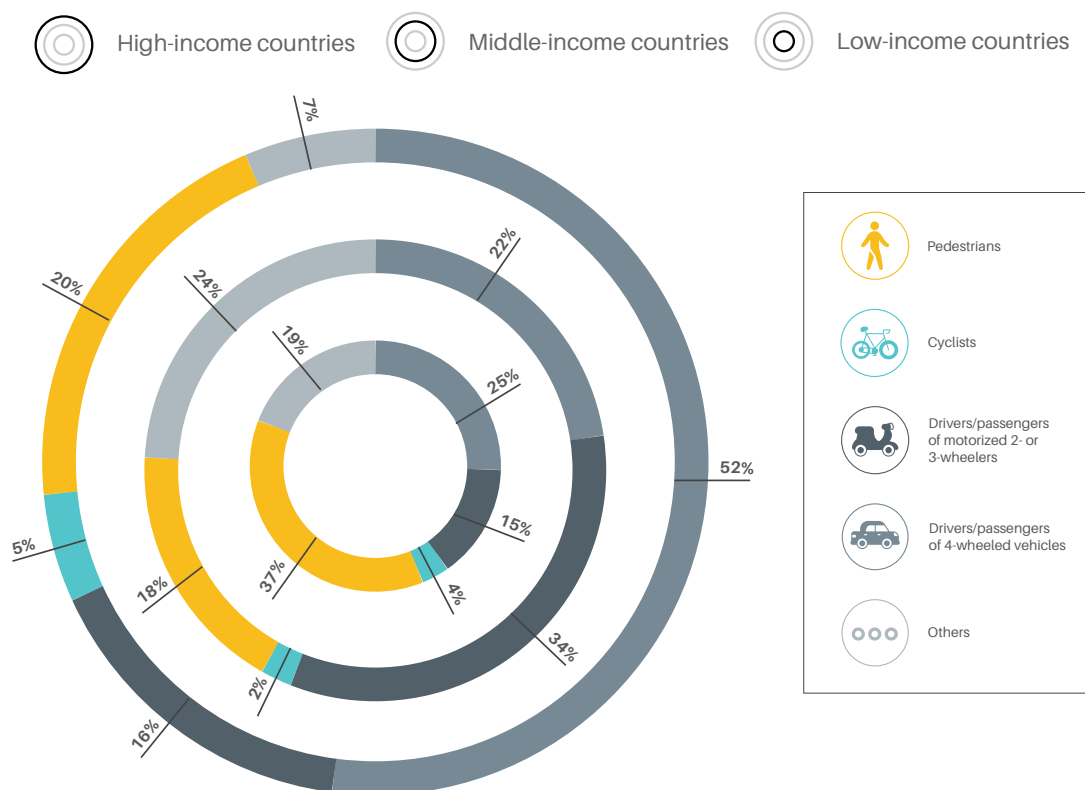 High-income countries
Middle-income countries
Low-income countries
7%
20%
5%
16%
52%
24%
22%
18%
2%
34%
19%
25%
37%
4%
15%
Pedestrians
Cyclists
Drivers/passengers
of motorized 2- or
3-wheelers
Drivers/passengers
of 4-wheeled vehicles
Others